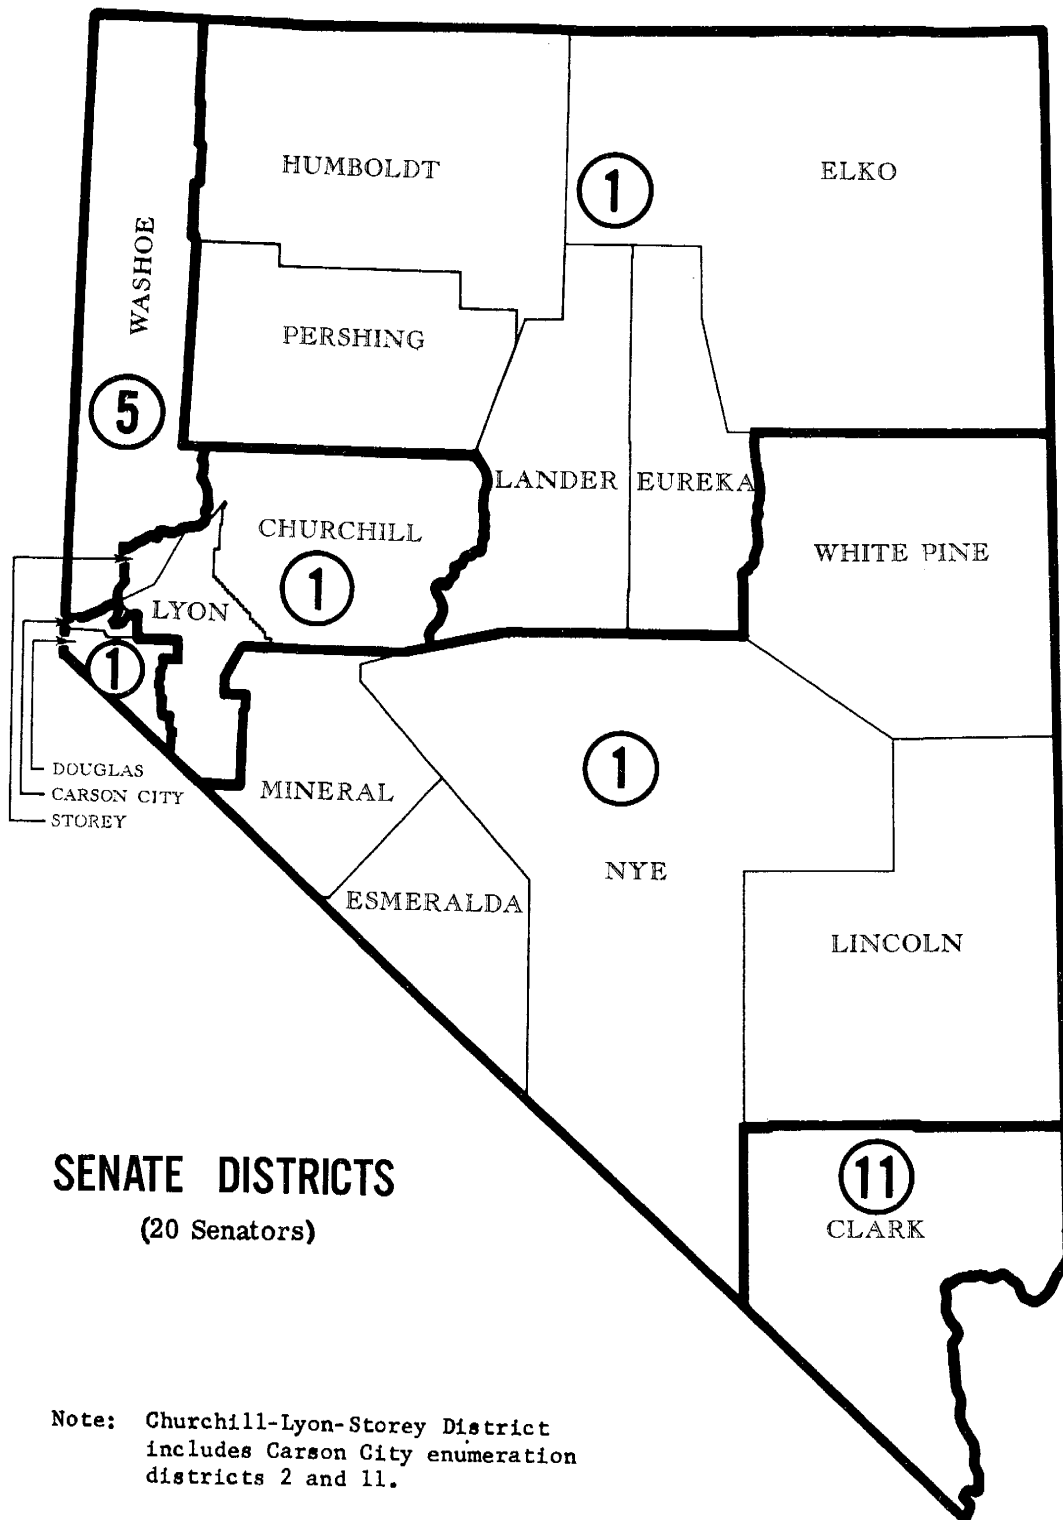 HUMBOLDT
1
ELKO
WASHOE
PERSHING
5
LANDER
EUREKA
CHURCHILL
1
WHITE PINE
LYON
1
DOUGLAS
CARSON CITY
STOREY
MINERAL
1
NYE
ESMERALDA
LINCOLN
SENATE DISTRICTS
(20 Senators)
11
CLARK
Note: Churchill-Lyon-Storey District
includes Carson City enumeration
districts 2 and 11.